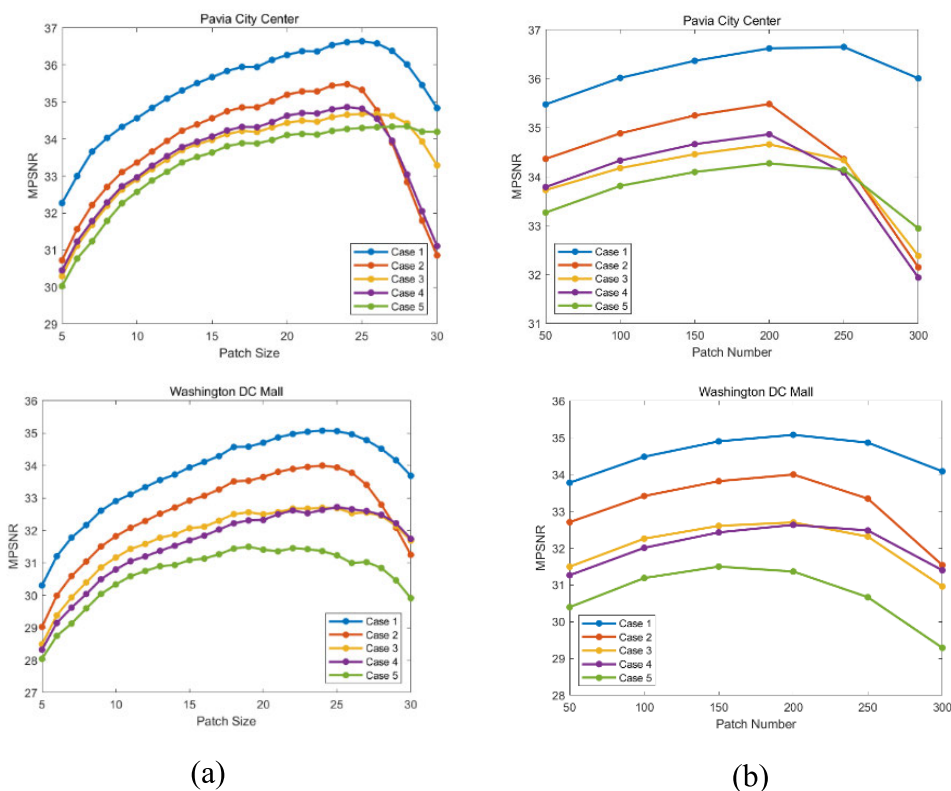 Pavia City Center
37
36
35
34
33
32
31
30
29
MPSNR
5
10
15
20
25
30
Patch Size
Case 1
Case 2
Case 3
Case 4
Case 5
Pavia City Center
37
36
35
34
33
32
31
MPSNR
50
100
150
200
250
300
Patch Number
Case 1
Case 2
Case 3
Case 4
Case 5
Washington DC Mall
36
35
34
33
32
31
30
29
28
27
MPSNR
5
10
15
20
25
30
Patch Size
Case 1
Case 2
Case 3
Case 4
Case 5
Washington DC Mall
36
35
34
33
32
31
30
29
28
MPSNR
50
100
150
200
250
300
Patch Number
Case 1
Case 2
Case 3
Case 4
Case 5
(a)
(b)